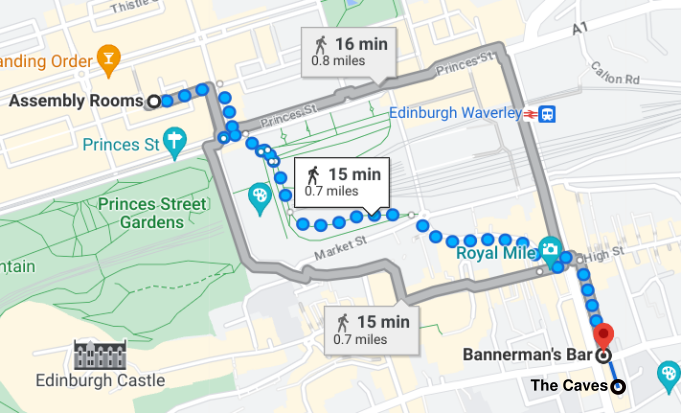 Thistle St
anding Order
16 min
0.8 miles
A1
Princes St
Calton Rd
Assembly Rooms
Princes St
Edinburgh Waverley
Princes St
15 min
0.7 miles
Princes Street
Gardens
Market St
Royal Mile
High St
untain
15 min
0.7 miles
Bannerman's Bar
Edinburgh Castle
The Caves